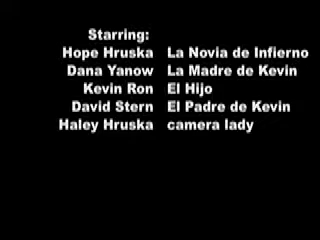 Starring:
Hope Hruska La Novia de Infierno
Dana Yanow La Madre de Kevin
Kevin Ron El Hijo
David Stern El Padre de Kevin
Haley Hruska camera lady